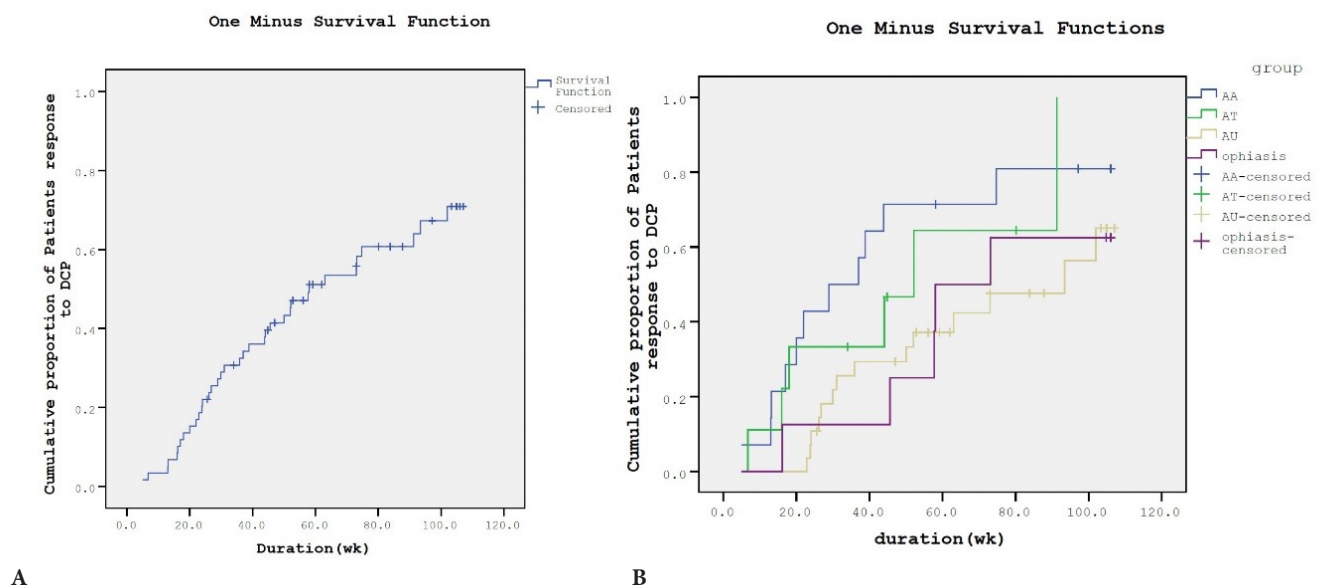 One Minus Survival Function
Cumulative proportion of Patients response
to DCP
1.0
0.8
0.6
0.4
0.2
0.0
0.0 20.0 40.0 60.0 80.0 100.0 120.0
Duration(wk)
Survival
Function
Censored
A
One Minus Survival Functions
Cumulative proportion of Patients
response to DCP
1.0
0.8
0.6
0.4
0.2
0.0
0.0 20.0 40.0 60.0 80.0 100.0 120.0
duration(wk)
group
AA
AT
AU
ophiasis
AA-censored
AT-censored
AU-censored
ophiasis-
censored
B